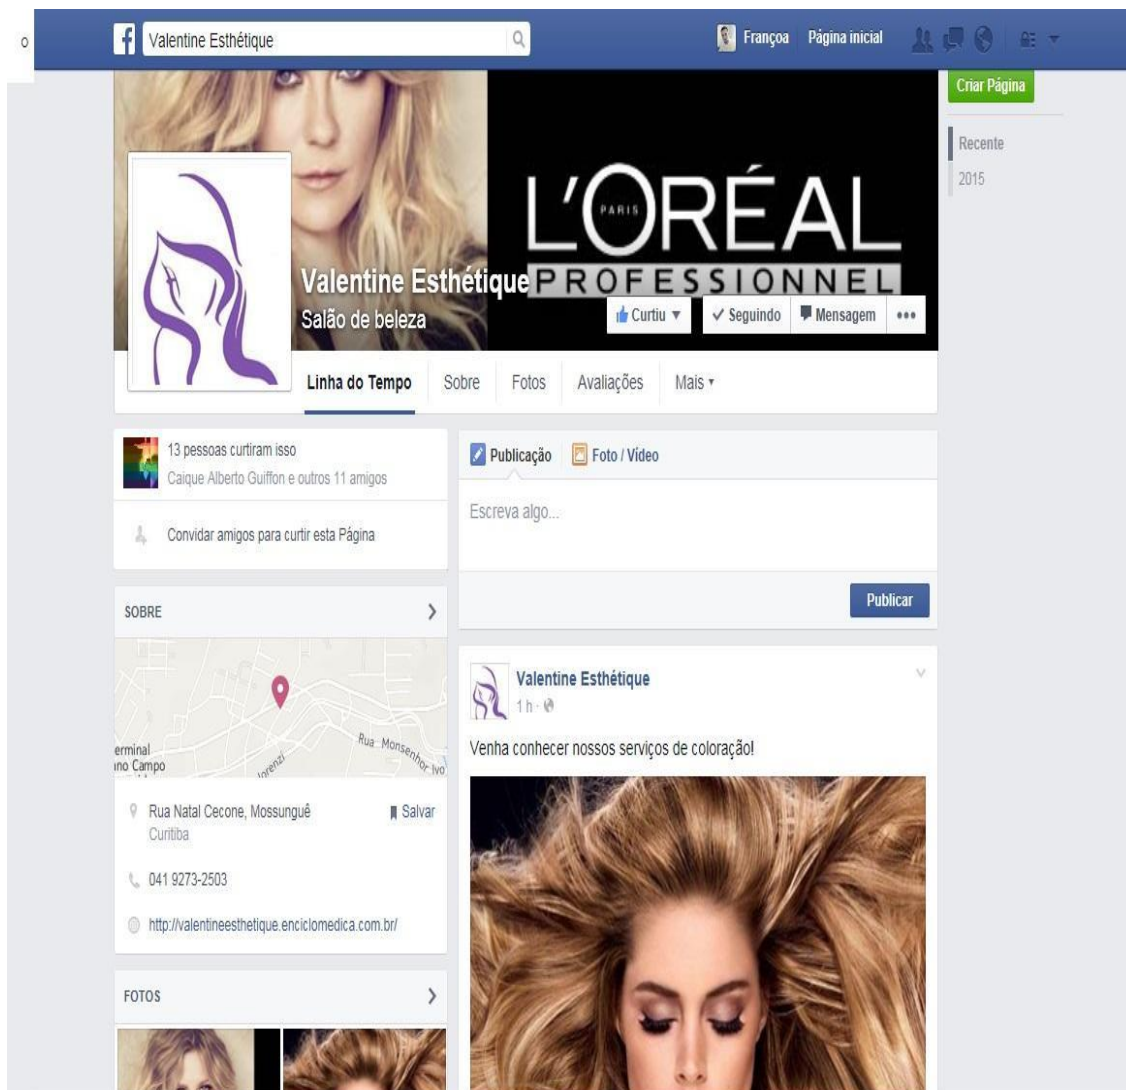 o
Valentine Esthétique
Françoa
Página inicial
Criar Página
Recente
2015
L'ORÉAL
PARIS
PROFESSIONNEL
Valentine Esthétique
Salão de beleza
Curtiu
Seguindo
Mensagem
Linha do Tempo
Sobre
Fotos
Avaliações
Mais
13 pessoas curtiram isso
Caique Alberto Guiffon e outros 11 amigos
Convidar amigos para curtir esta Página
Publicação
Foto / Vídeo
Escreva algo...
Publicar
SOBRE
erminal
ino Campo
lorenzi
Rua Monsenhor Ivo
Rua Natal Cecone, Mossunguê
Salvar
Curitiba
041 9273-2503
http://valentineesthetique.enciclomedica.com.br/
FOTOS
Valentine Esthétique
1 h ·
Venha conhecer nossos serviços de coloração!